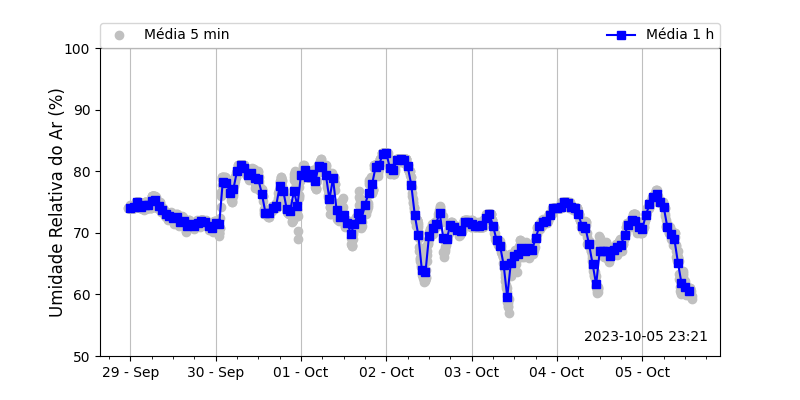 Média 5 min
Média 1 h
Umidade Relativa do Ar (%)
100
90
80
70
60
50
2023-10-05 23:21
29 - Sep
30 - Sep
01 - Oct
02 - Oct
03 - Oct
04 - Oct
05 - Oct